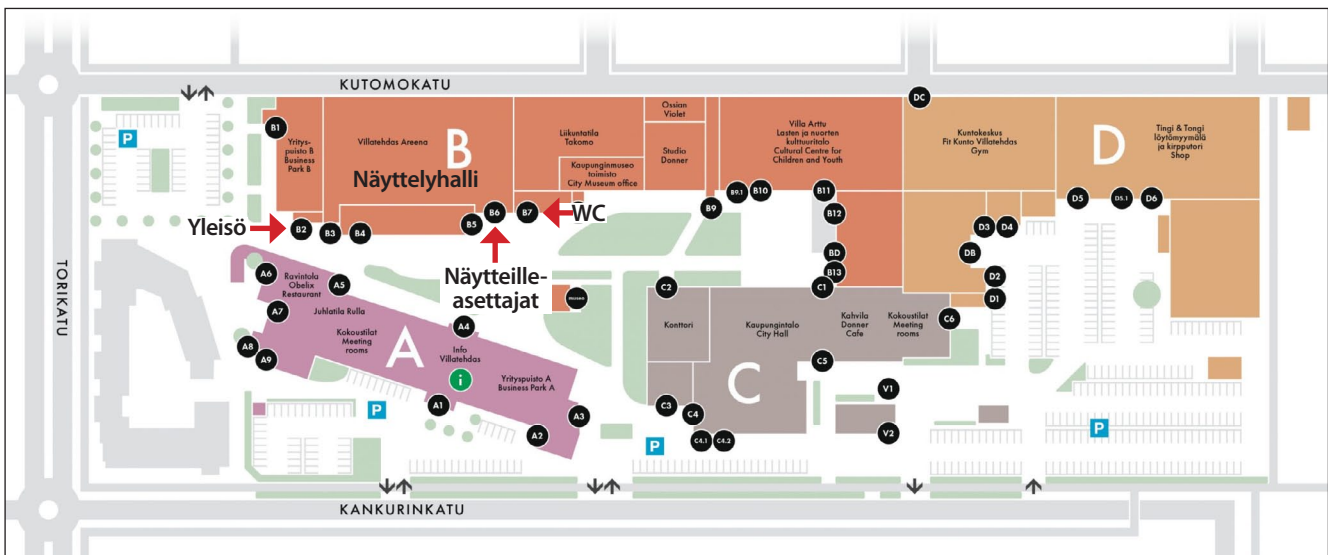 KUTOMOKATU
TORIKATU
KANKURINKATU
P
B1
Yritys-
puisto B
Business
Park B
Villatehdas Areena
B
Näyttelyhalli
Liikuntatila
Takomo
Kaupunginmuseo
toimisto
City Museum office
Ossian
Violet
Studio
Donner
Villa Arttu
Lasten ja nuorten
kulttuuritalo
Cultural Centre for
Children and Youth
DC
Kuntokeskus
Fit Kunto Villatehdas
Gym
D
Tingi & Tongi
löytömyymälä
ja kirpputori
Shop
Yleisö
B2
B3
B4
B5
B6
B7
WC
B9
B9.1
B10
B11
B12
BD
B13
D3
D4
D5
D5.1
D6
DB
D2
D1
Näytteille-
asettajat
A6
Ravintola
Obelix
Restaurant
A5
A7
Juhlatila Rulla
Kokoustilat
Meeting
rooms
A
A4
Info
Villatehdas
i
Yrityspuisto A
Business Park A
A8
A9
A1
A2
A3
P
C2
C1
Konttori
Kaupungintalo
City Hall
Kahvila
Donner
Cafe
Kokoustilat
Meeting
rooms
C6
C
C5
C3
C4
C4.1
C4.2
V1
V2
P
P